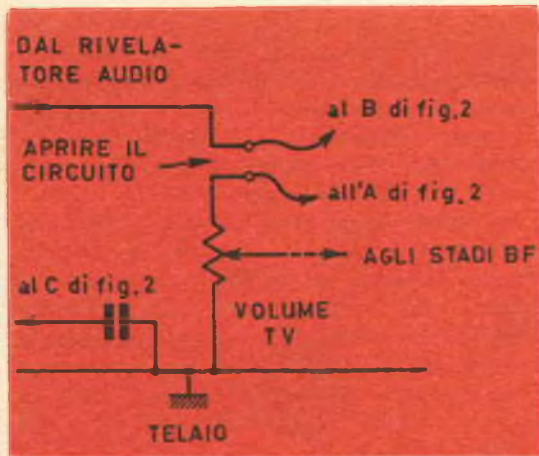 DAL RIVELA-
TORE AUDIO
al B di fig.2
APRIRE IL
CIRCUITO
all'A di fig.2
AGLI STADI BF
al C di fig.2
VOLUME
TV
TELAIO